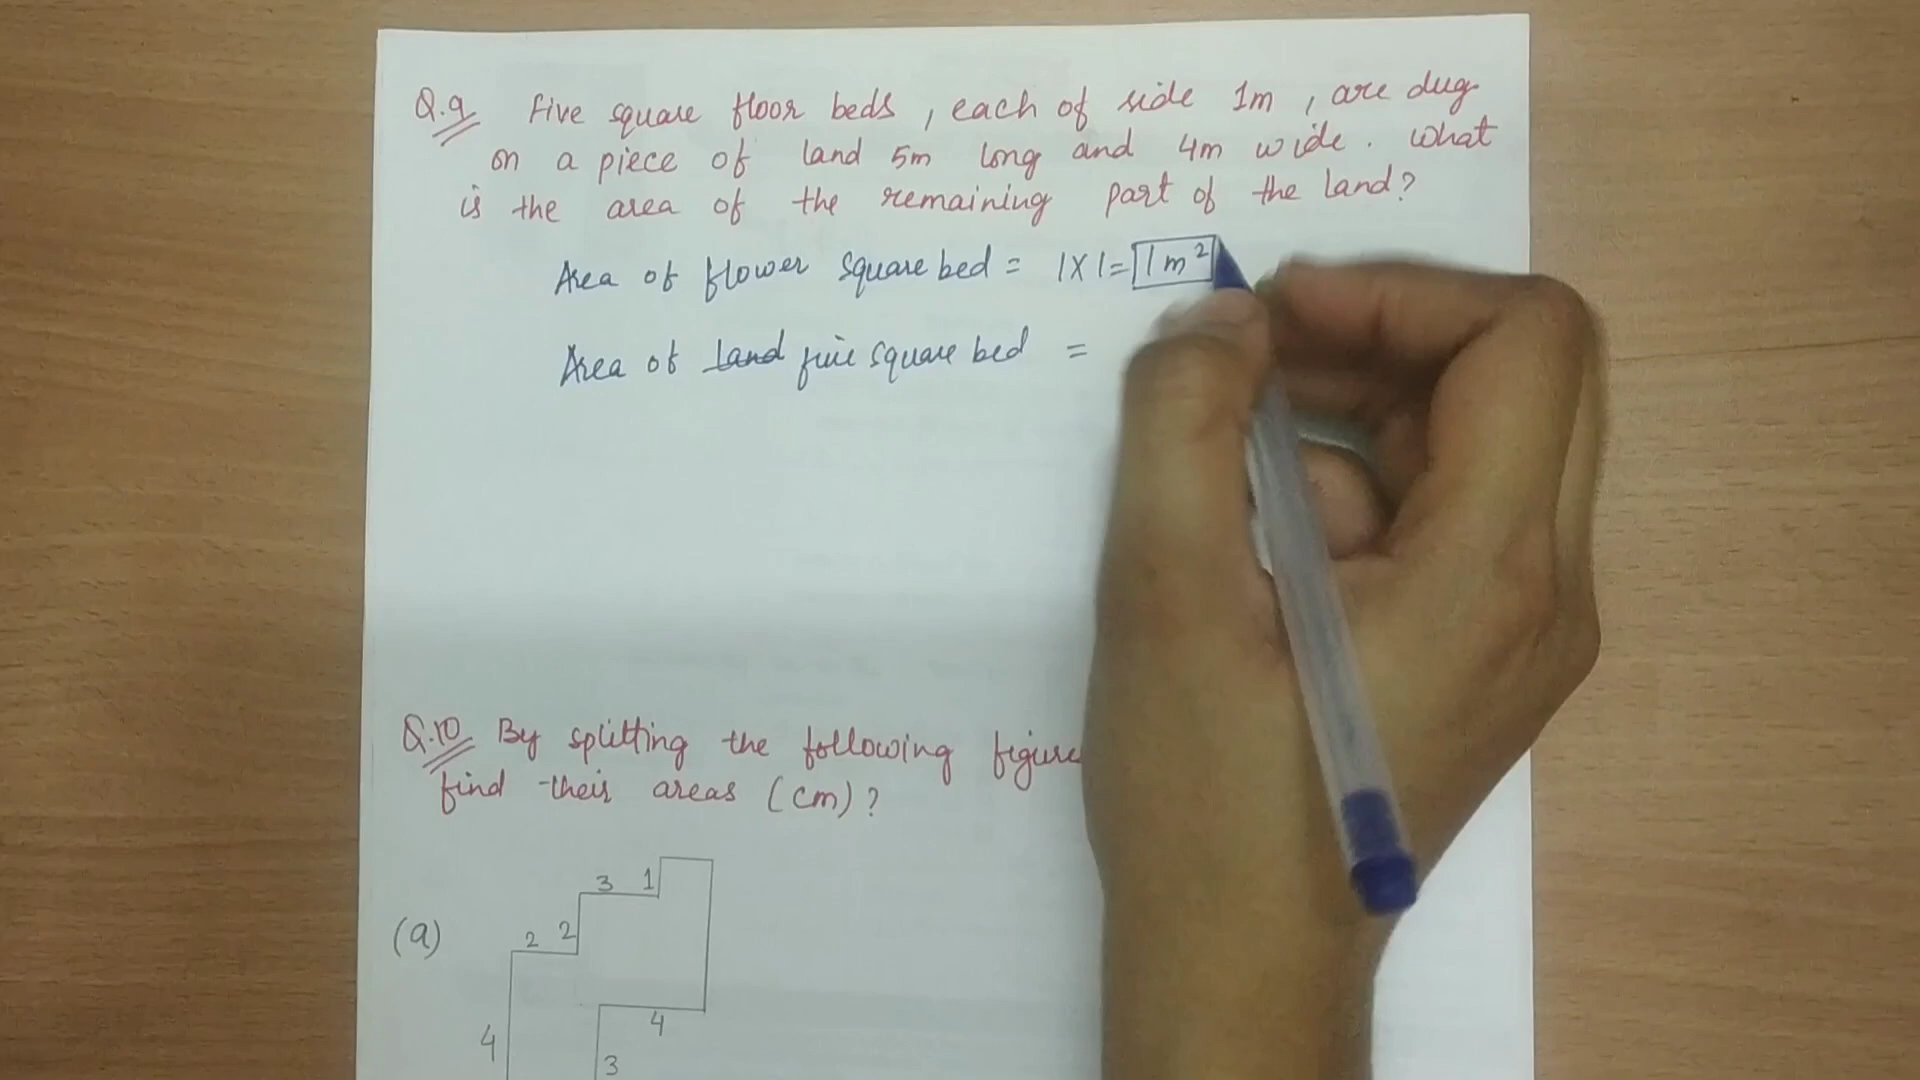 Q.9 Five square floor beds, each of side 1m, are dug
on a piece of land 5m long and 4m wide. What
is the area of the remaining part of the land?
Area of flower square bed = 1X1= 1m²
Area of land five square bed =
Q.10 By splitting the following figure
find their areas (cm)?
3 1
(a)
2 2
4
4
3